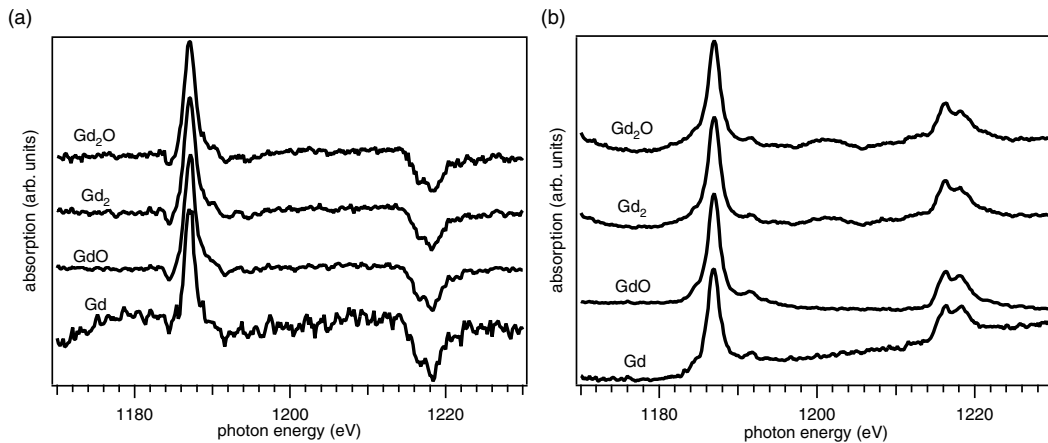 (a)
absorption (arb. units)
Gd₂O
Gd₂
GdO
Gd
1180
1200
1220
photon energy (eV)
(b)
absorption (arb. units)
Gd₂O
Gd₂
GdO
Gd
1180
1200
1220
photon energy (eV)